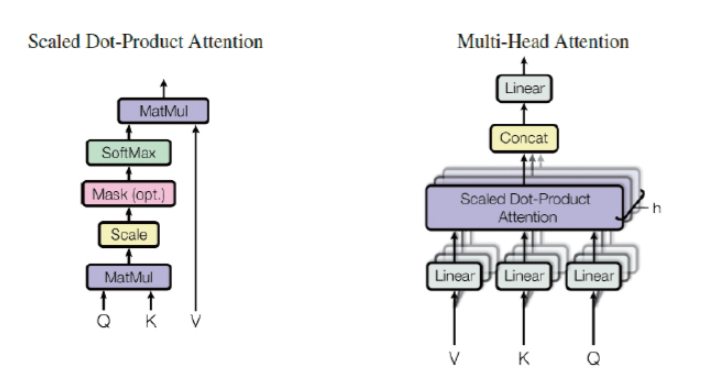 Scaled Dot-Product Attention
MatMul
SoftMax
Mask (opt.)
Scale
MatMul
Q K V
Multi-Head Attention
Linear
Concat
Scaled Dot-Product
Attention
h
Linear Linear Linear
V K Q